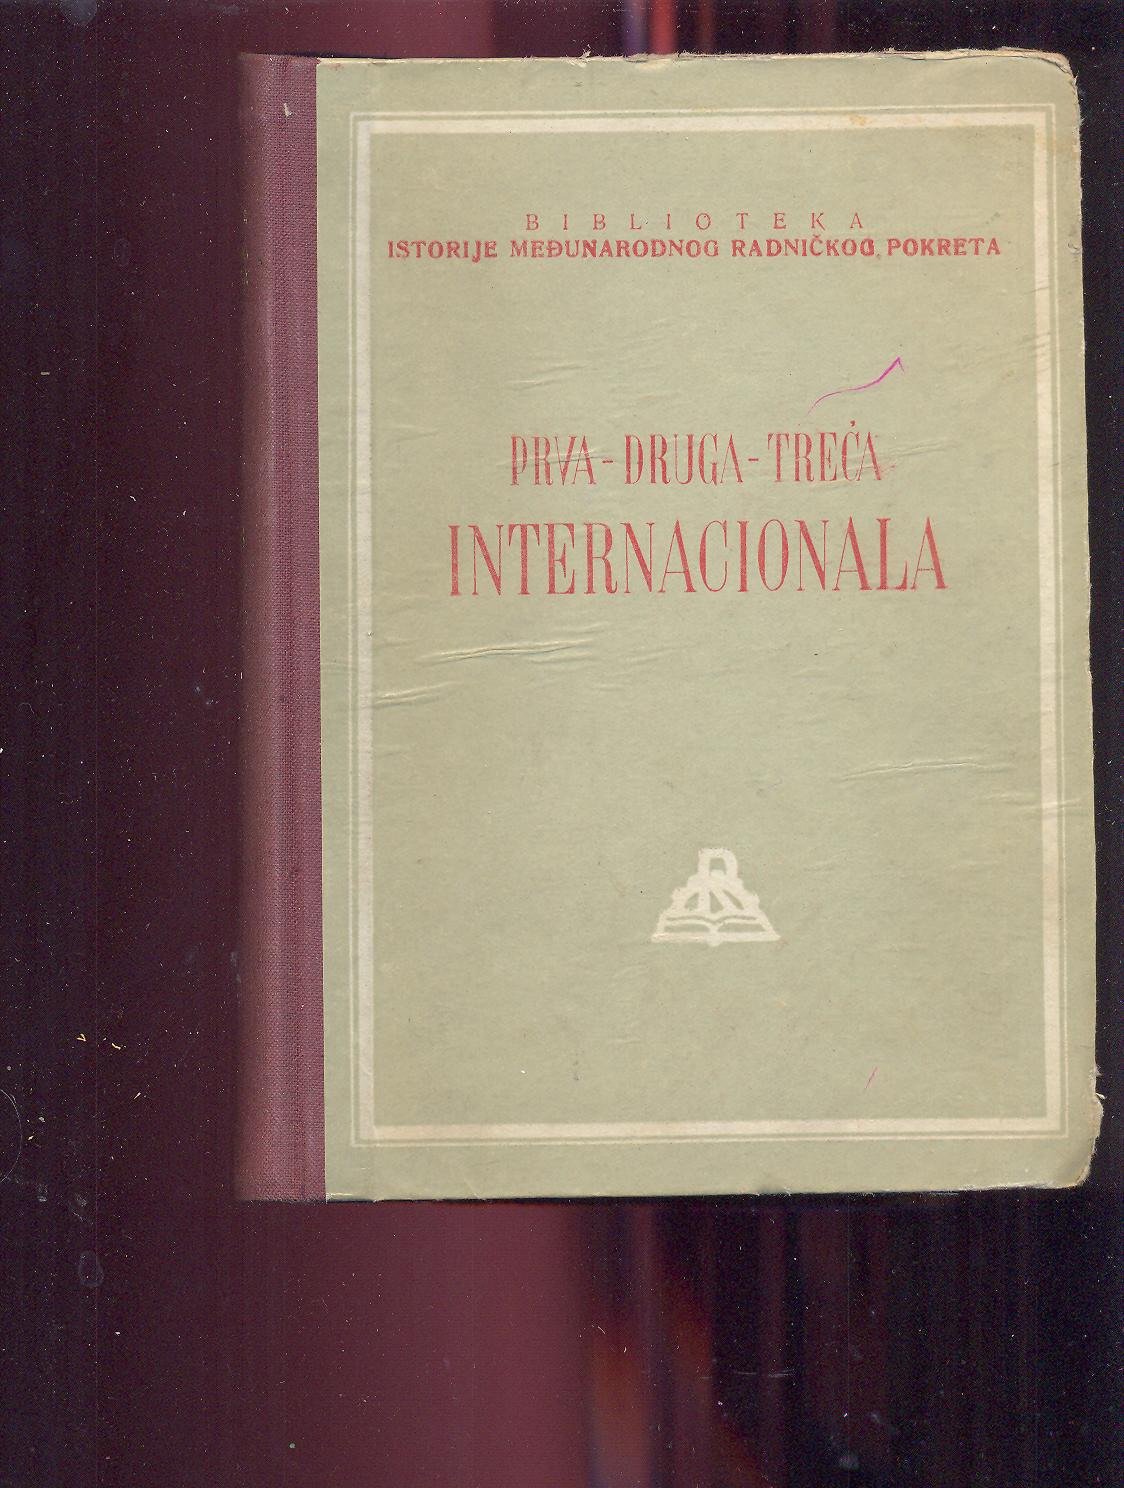 BIBLIOTEKA
ISTORIJE MEĐUNARODNOG RADNIČKOG POKRETA
PRVA-DRUGA-TREĆA
INTERNACIONALA